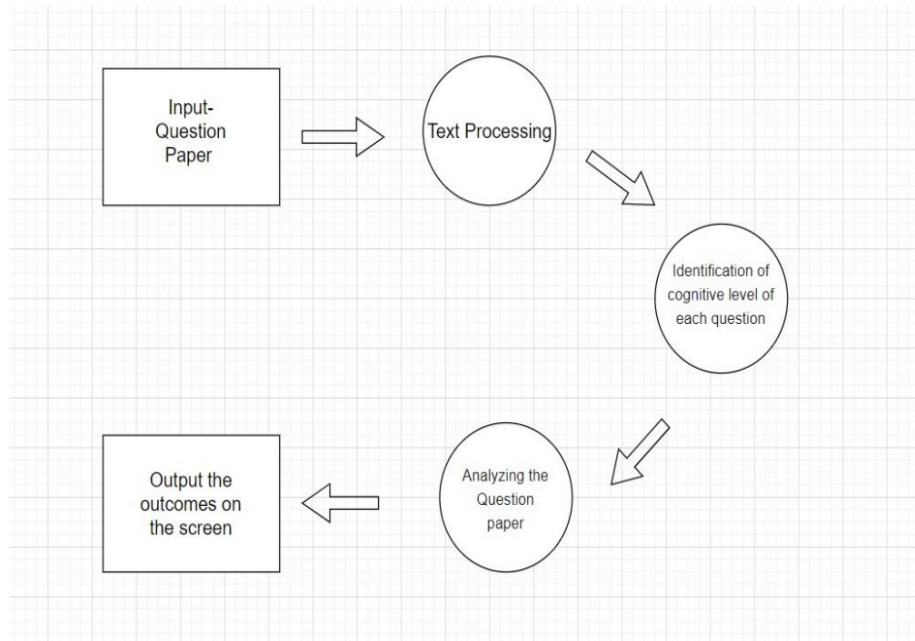 Input-
Question
Paper
Text Processing
Identification of
cognitive level of
each question
Analyzing the
Question
paper
Output the
outcomes on
the screen